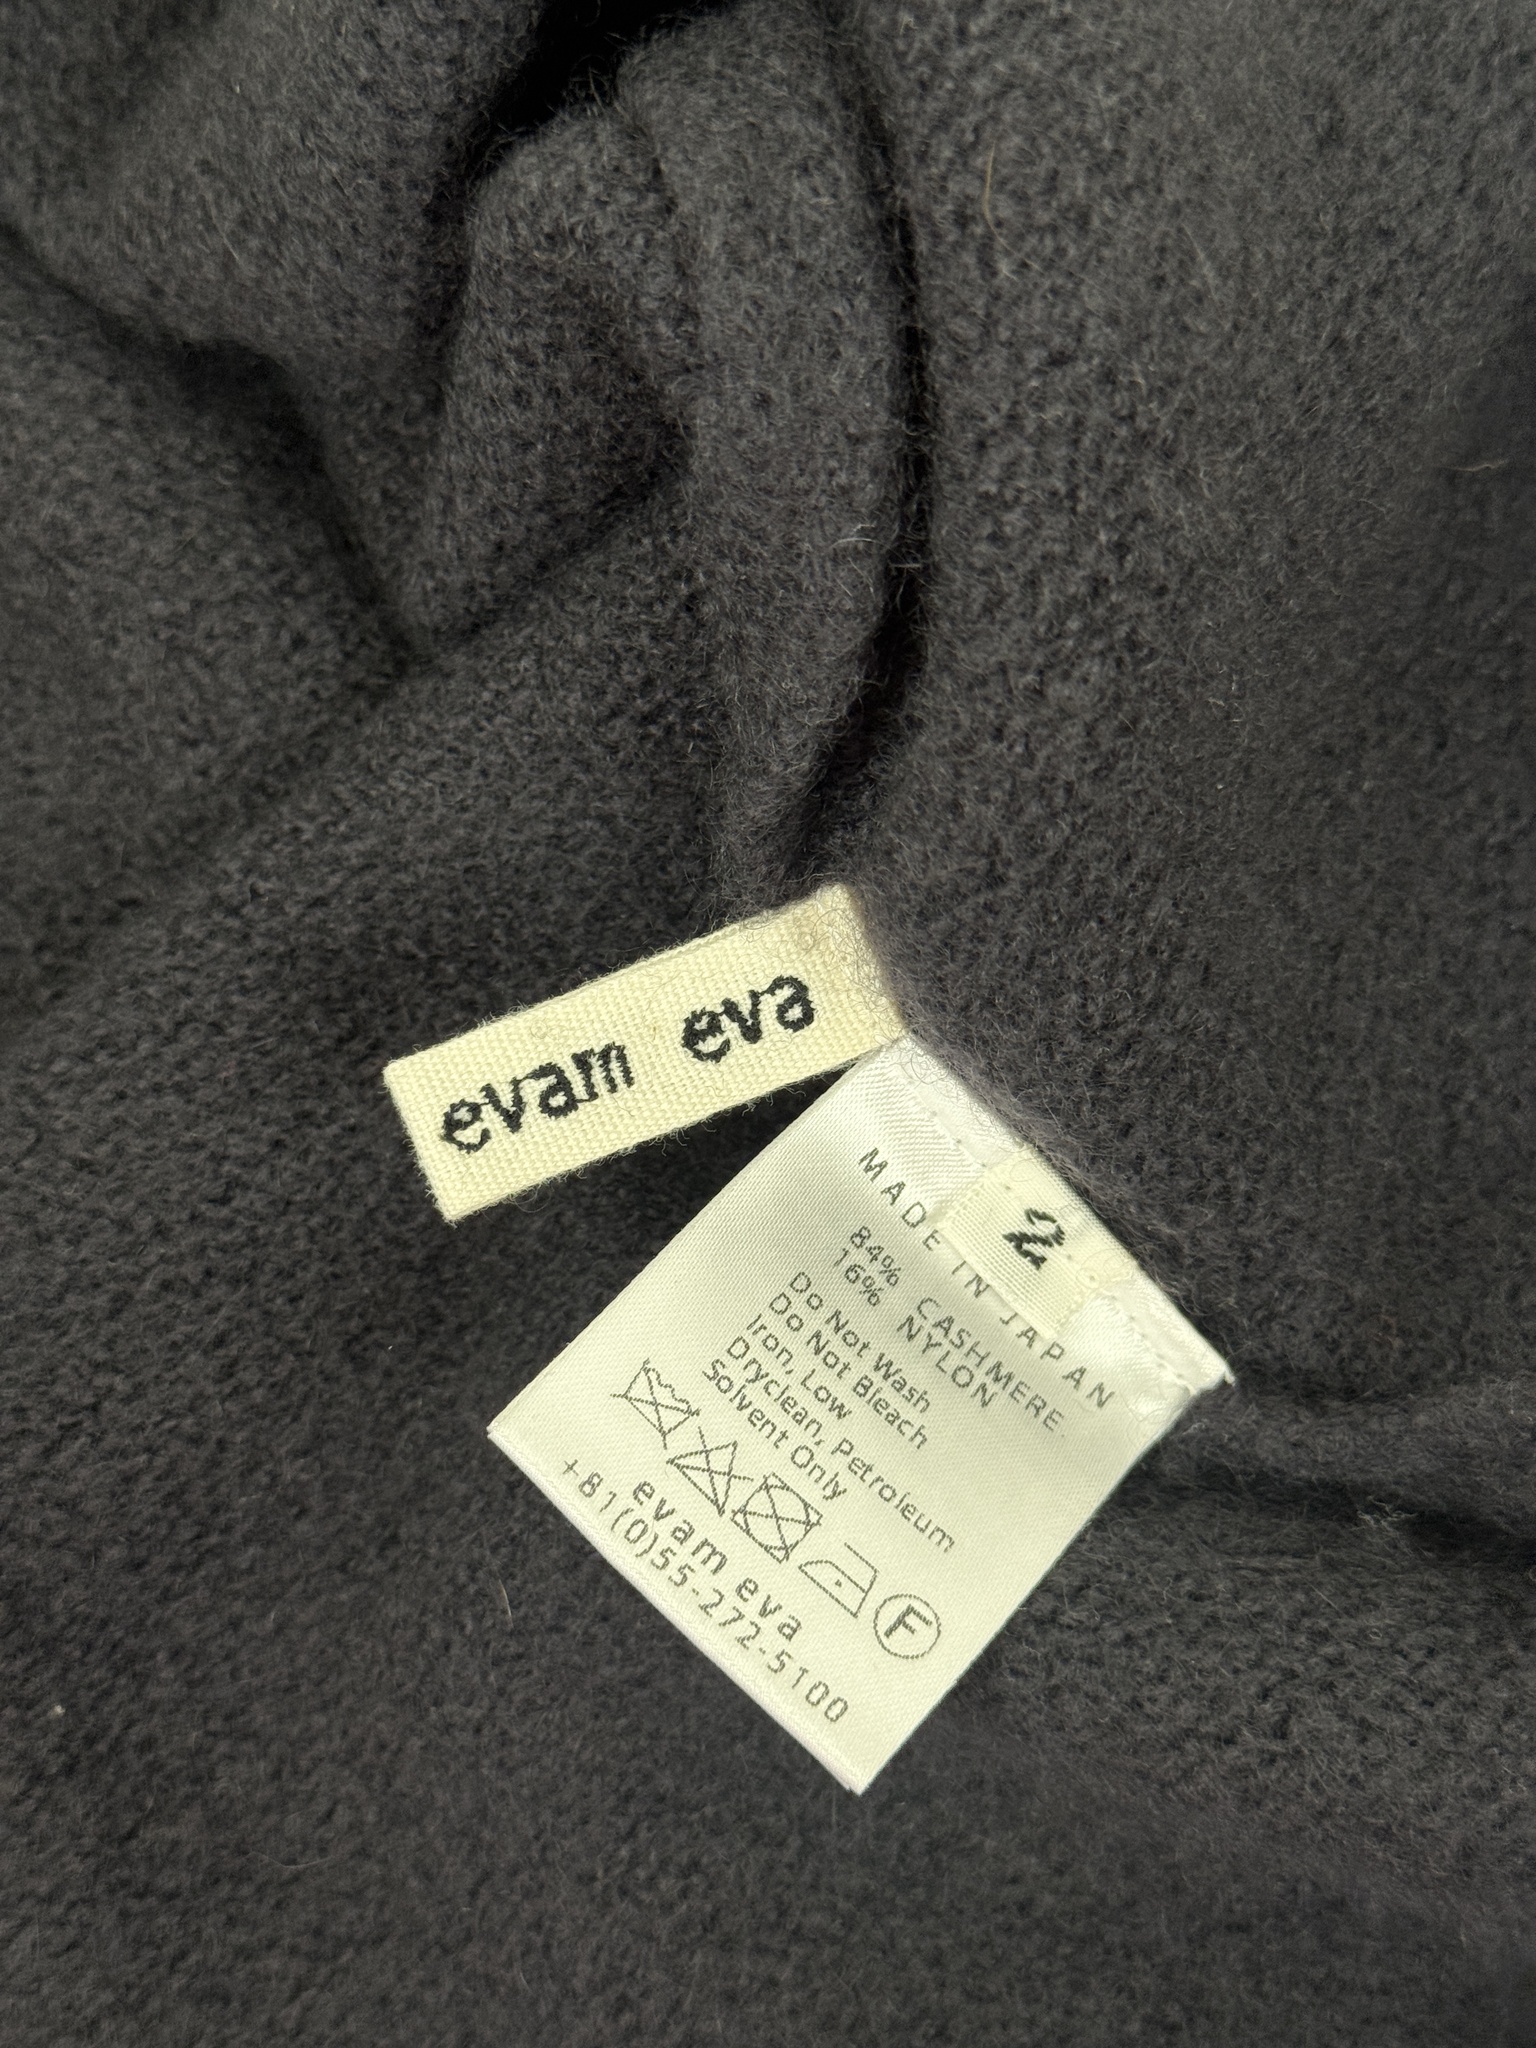 evam eva
2
MADE IN JAPAN
84% CASHMERE
16% NYLON
Do Not Wash
Do Not Bleach
Iron, Low
Dryclean, Petroleum
Solvent Only
F
evam eva
+81(0)55-272-5100